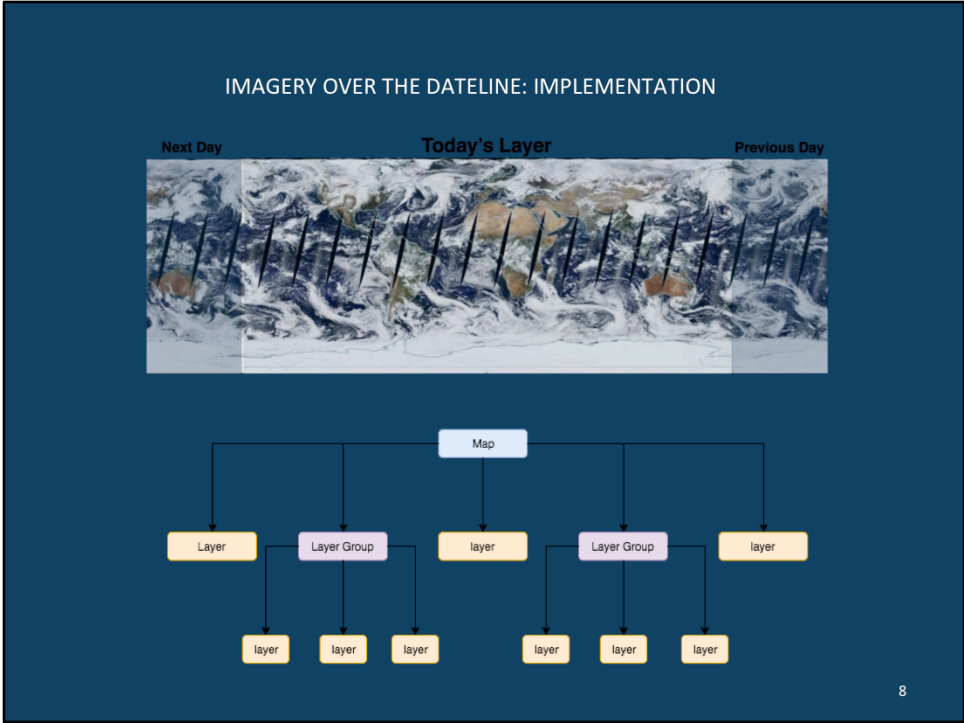 IMAGERY OVER THE DATELINE: IMPLEMENTATION
Next Day Today's Layer Previous Day
Map
Layer Layer Group layer Layer Group layer
layer layer layer layer layer layer
8